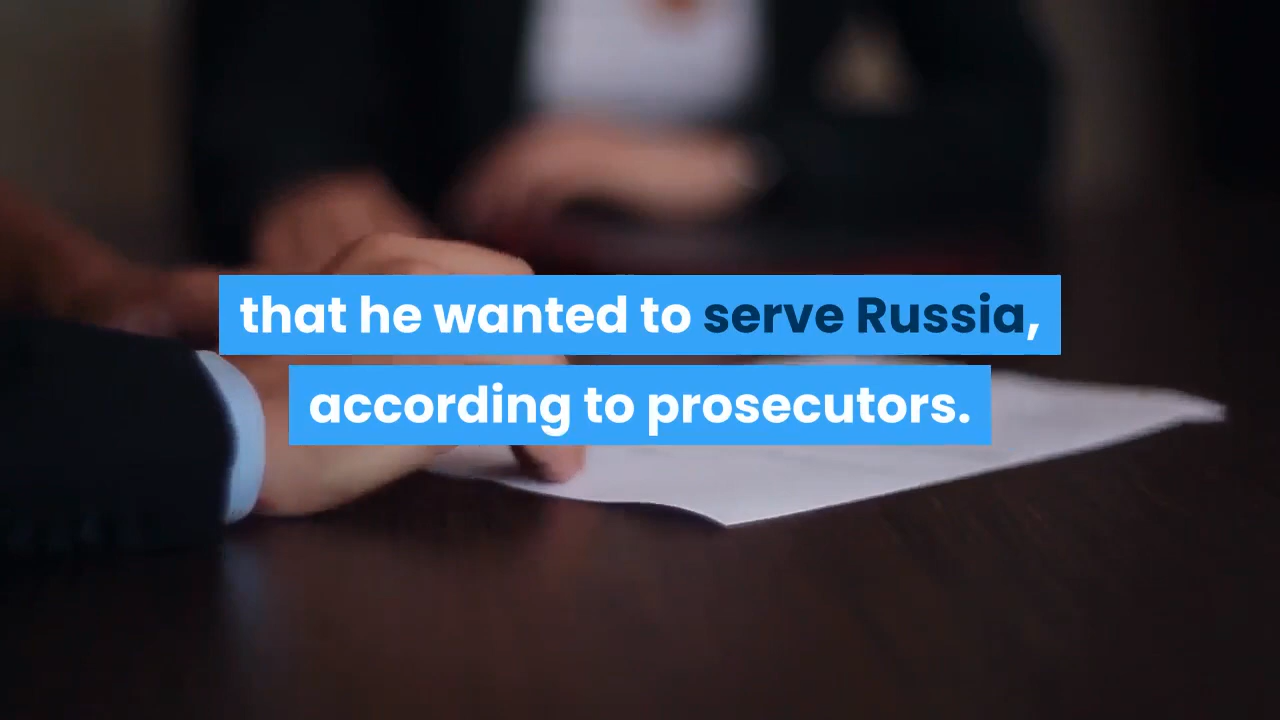 that he wanted to serve Russia,
according to prosecutors.